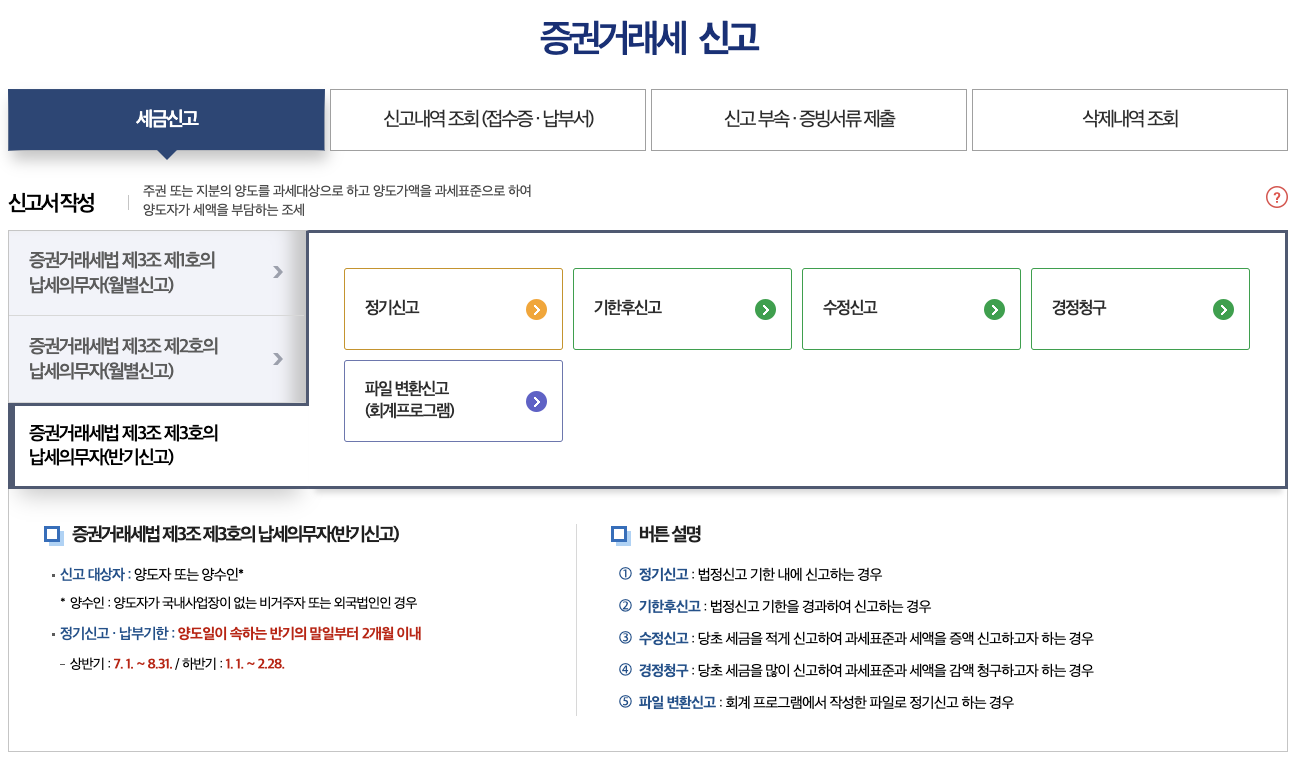 증권거래세 신고
세금신고
신고내역 조회 (접수증 · 납부서)
신고 부속 · 증빙서류 제출
삭제내역 조회
신고서 작성
주권 또는 지분의 양도를 과세대상으로 하고 양도가액을 과세표준으로 하여
양도자가 세액을 부담하는 조세
?
증권거래세법 제3조 제1호의
납세의무자(월별신고)
증권거래세법 제3조 제2호의
납세의무자(월별신고)
증권거래세법 제3조 제3호의
납세의무자(반기신고)
정기신고
기한후신고
수정신고
경정청구
파일 변환신고
(회계프로그램)
증권거래세법 제3조 제3호의 납세의무자(반기신고)
신고 대상자 : 양도자 또는 양수인*
* 양수인 : 양도자가 국내사업장이 없는 비거주자 또는 외국법인인 경우
정기신고 · 납부기한 : 양도일이 속하는 반기의 말일부터 2개월 이내
– 상반기 : 7. 1. ~ 8.31. / 하반기 : 1. 1. ~ 2.28.
버튼 설명
① 정기신고 : 법정신고 기한 내에 신고하는 경우
② 기한후신고 : 법정신고 기한을 경과하여 신고하는 경우
③ 수정신고 : 당초 세금을 적게 신고하여 과세표준과 세액을 증액 신고하고자 하는 경우
④ 경정청구 : 당초 세금을 많이 신고하여 과세표준과 세액을 감액 청구하고자 하는 경우
⑤ 파일 변환신고 : 회계 프로그램에서 작성한 파일로 정기신고 하는 경우